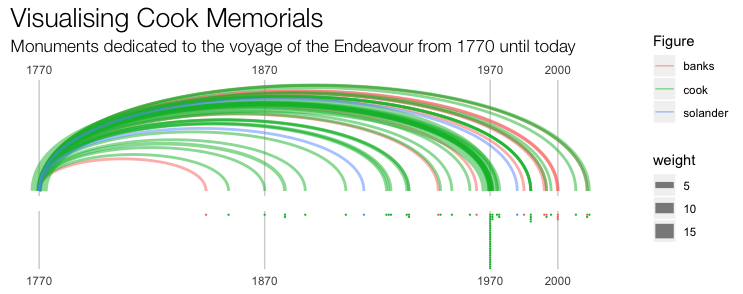 Visualising Cook Memorials
Monuments dedicated to the voyage of the Endeavour from 1770 until today
1770 1870 1970 2000
1770 1870 1970 2000
Figure
banks
cook
solander
weight
5
10
15